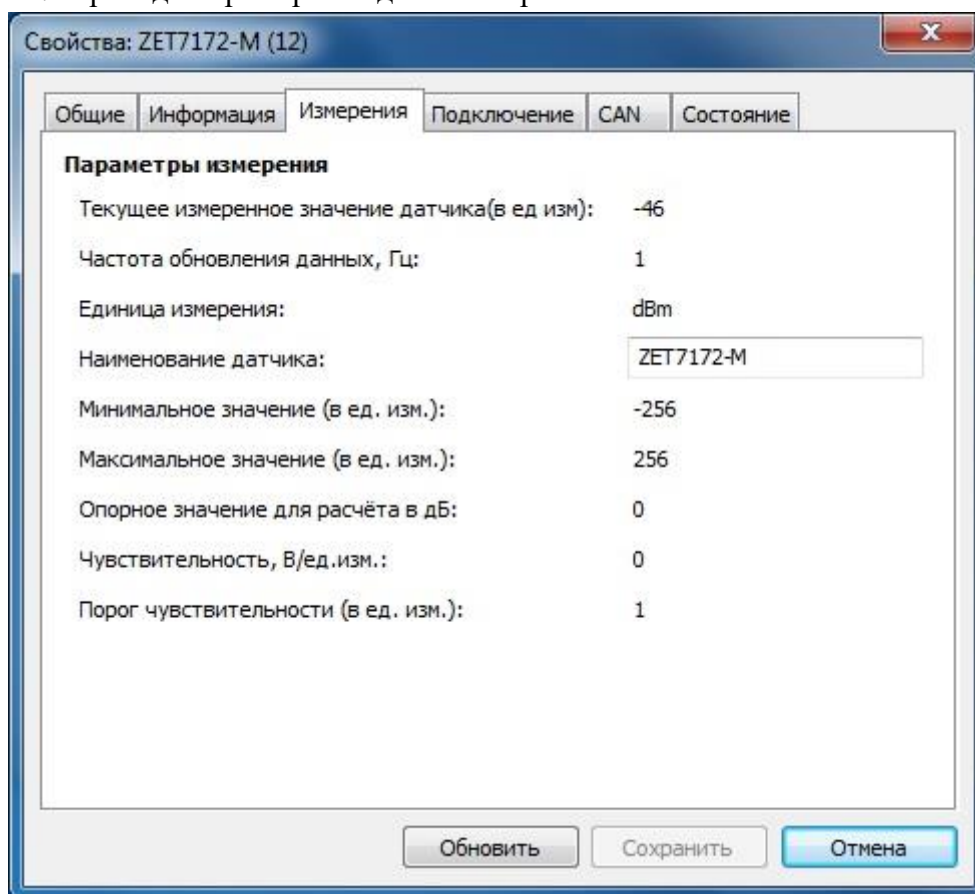 Свойства: ZET7172-M (12)
x
Общие Информация Измерения Подключение CAN Состояние
Параметры измерения
Текущее измеренное значение датчика(в ед изм): -46
Частота обновления данных, Гц: 1
Единица измерения: dBm
Наименование датчика: ZET7172-M
Минимальное значение (в ед. изм.): -256
Максимальное значение (в ед. изм.): 256
Опорное значение для расчёта в дБ: 0
Чувствительность, В/ед.изм.: 0
Порог чувствительности (в ед. изм.): 1
Обновить Сохранить Отмена